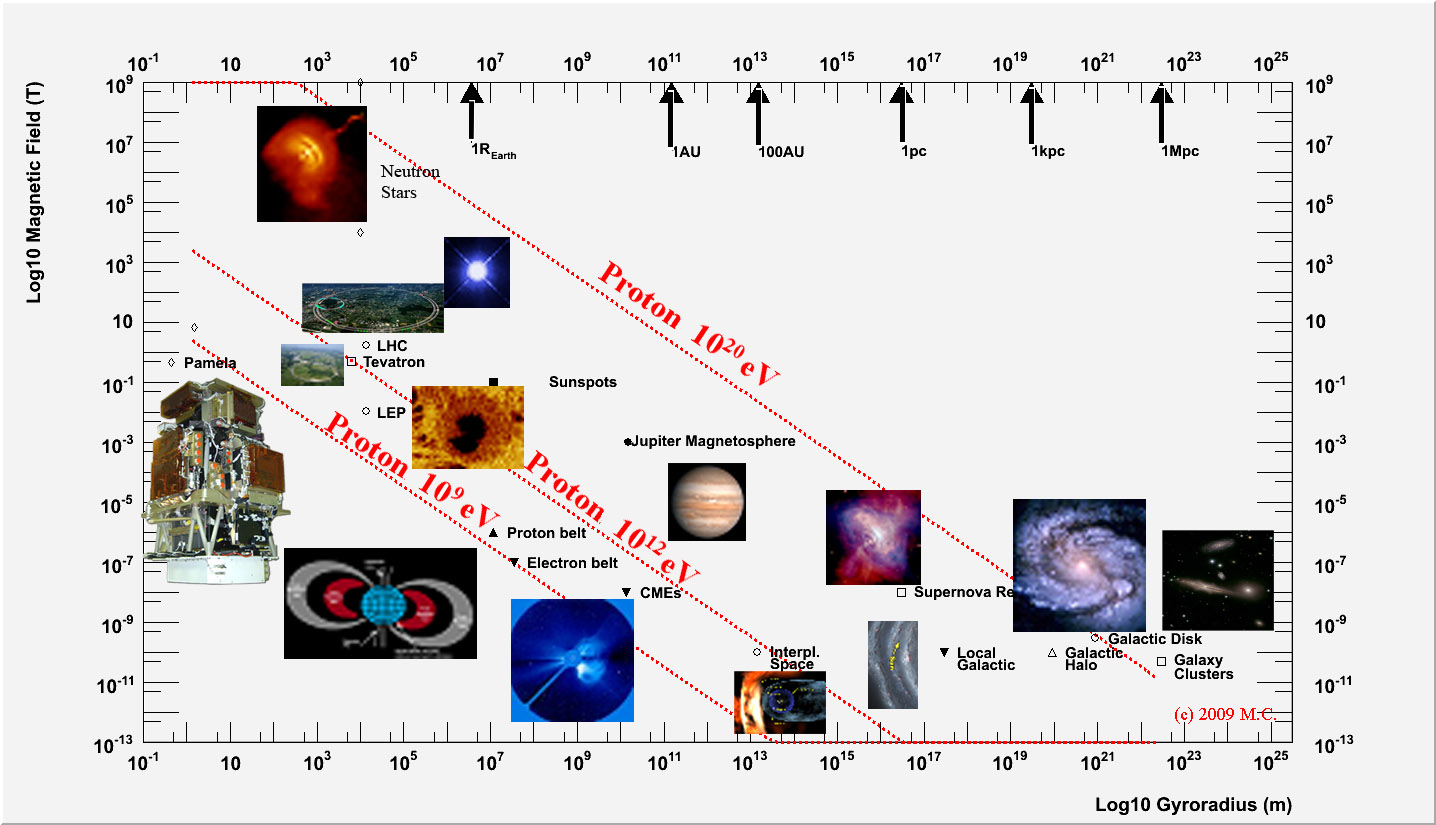 10-1 10 10³ 10⁵ 10⁷ 10⁹ 10¹¹ 10¹³ 10¹⁵ 10¹⁷ 10¹⁹ 10²¹ 10²³ 10²⁵
Log10 Magnetic Field (T)
10⁹ 10⁹
1R Earth 1AU 100AU 1pc 1kpc 1Mpc
10⁷ 10⁷
Neutron
Stars
10⁵ 10⁵
10³ 10³
Proton 10²⁰ eV
10 10
LHC
Pamela Tevatron
10-1 Sunspots 10-1
LEP
Proton 10⁹ eV
10-3 Jupiter Magnetosphere 10-3
Proton 10¹² eV
10-5 10-5
Proton belt
10-7 Electron belt 10-7
CMEs Supernova Re
10-9 10-9
Galactic Disk
Interpl.
Space
Local
Galactic
Galactic
Halo
Galaxy
Clusters
10-11 10-11
(c) 2009 M.C.
10-13 10-13
10-1 10 10³ 10⁵ 10⁷ 10⁹ 10¹¹ 10¹³ 10¹⁵ 10¹⁷ 10¹⁹ 10²¹ 10²³ 10²⁵
Log10 Gyroradius (m)